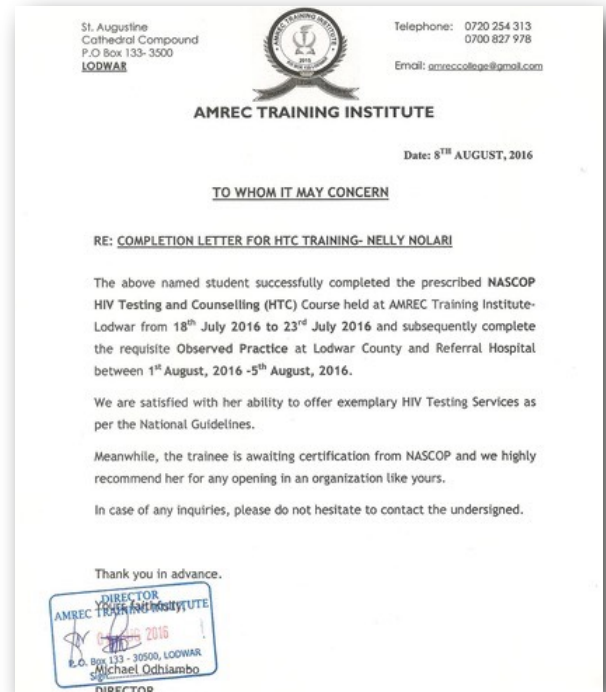 St. Augustine
Cathedral Compound
P.O Box 133- 3500
LODWAR
Telephone: 0720 254 313
0700 827 978
Email: amreccollege@gmail.com
AMREC TRAINING INSTITUTE
2015
AMREC TRAINING INSTITUTE
Date: 8TH AUGUST, 2016
TO WHOM IT MAY CONCERN
RE: COMPLETION LETTER FOR HTC TRAINING- NELLY NOLARI
The above named student successfully completed the prescribed NASCOP
HIV Testing and Counselling (HTC) Course held at AMREC Training Institute-
Lodwar from 18th July 2016 to 23rd July 2016 and subsequently complete
the requisite Observed Practice at Lodwar County and Referral Hospital
between 1st August, 2016 -5th August, 2016.
We are satisfied with her ability to offer exemplary HIV Testing Services as
per the National Guidelines.
Meanwhile, the trainee is awaiting certification from NASCOP and we highly
recommend her for any opening in an organization like yours.
In case of any inquiries, please do not hesitate to contact the undersigned.
Thank you in advance.
Yours faithfully,
DIRECTOR
AMREC TRAINING INSTITUTE
2016
P.O. Box 133 - 30500, LODWAR
Sign
Michael Odhiambo
DIRECTOR